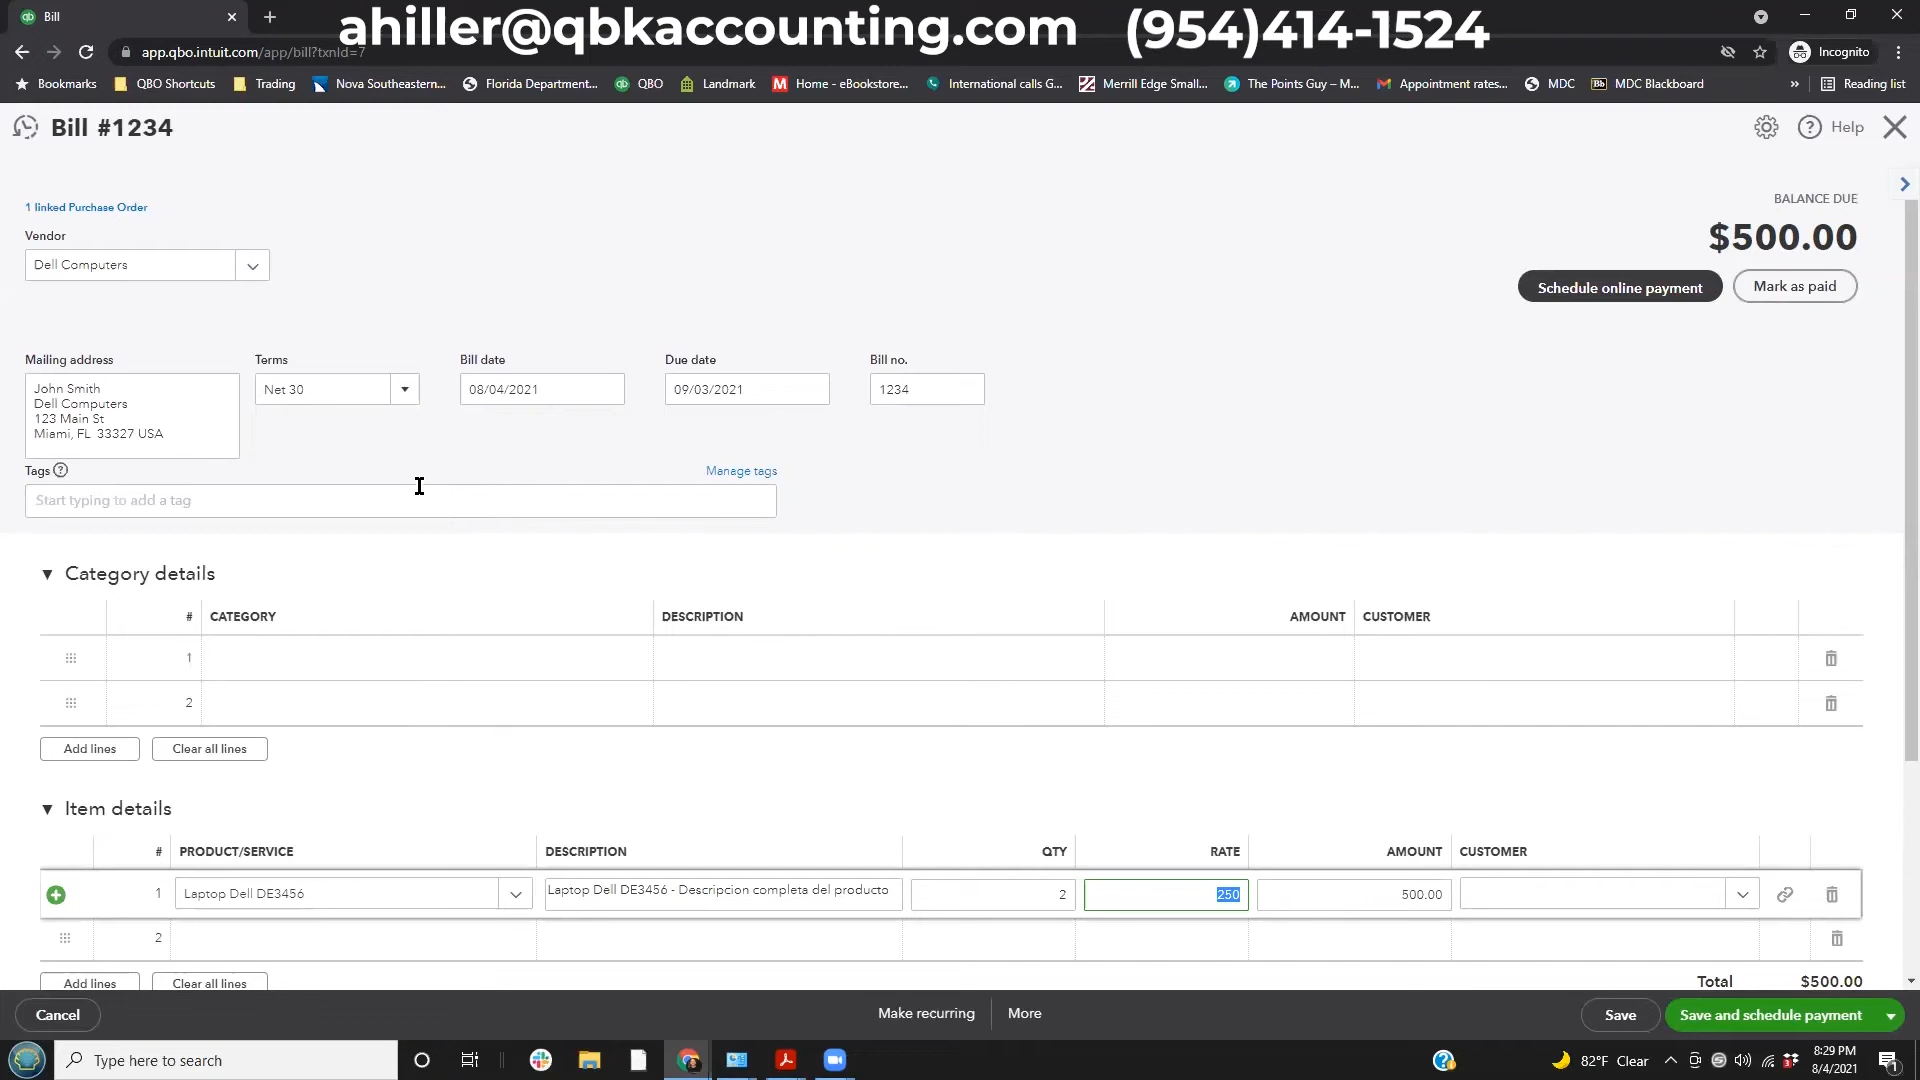 Bill
ahiller@qbkaccounting.com (954)414-1524
app.qbo.intuit.com/app/bill?txnId=7
Incognito
Bookmarks QBO Shortcuts Trading Nova Southeastern... Florida Department... QBO Landmark Home - eBookstore... International calls G... Merrill Edge Small... The Points Guy – M... Appointment rates... MDC Bb MDC Blackboard » Reading list
Bill #1234
Help
1 linked Purchase Order
BALANCE DUE
$500.00
Vendor
Dell Computers
Schedule online payment Mark as paid
Mailing address Terms Bill date Due date Bill no.
John Smith
Dell Computers
123 Main St
Miami, FL 33327 USA
Net 30 08/04/2021 09/03/2021 1234
Tags ? Manage tags
Start typing to add a tag
Category details
# CATEGORY DESCRIPTION AMOUNT CUSTOMER
1
2
Add lines Clear all lines
Item details
# PRODUCT/SERVICE DESCRIPTION QTY RATE AMOUNT CUSTOMER
1 Laptop Dell DE3456 Laptop Dell DE3456 - Descripcion completa del producto 2 250 500.00
2
Add lines Clear all lines Total $500.00
Cancel Make recurring More Save Save and schedule payment
Type here to search 82°F Clear 8:29 PM
8/4/2021